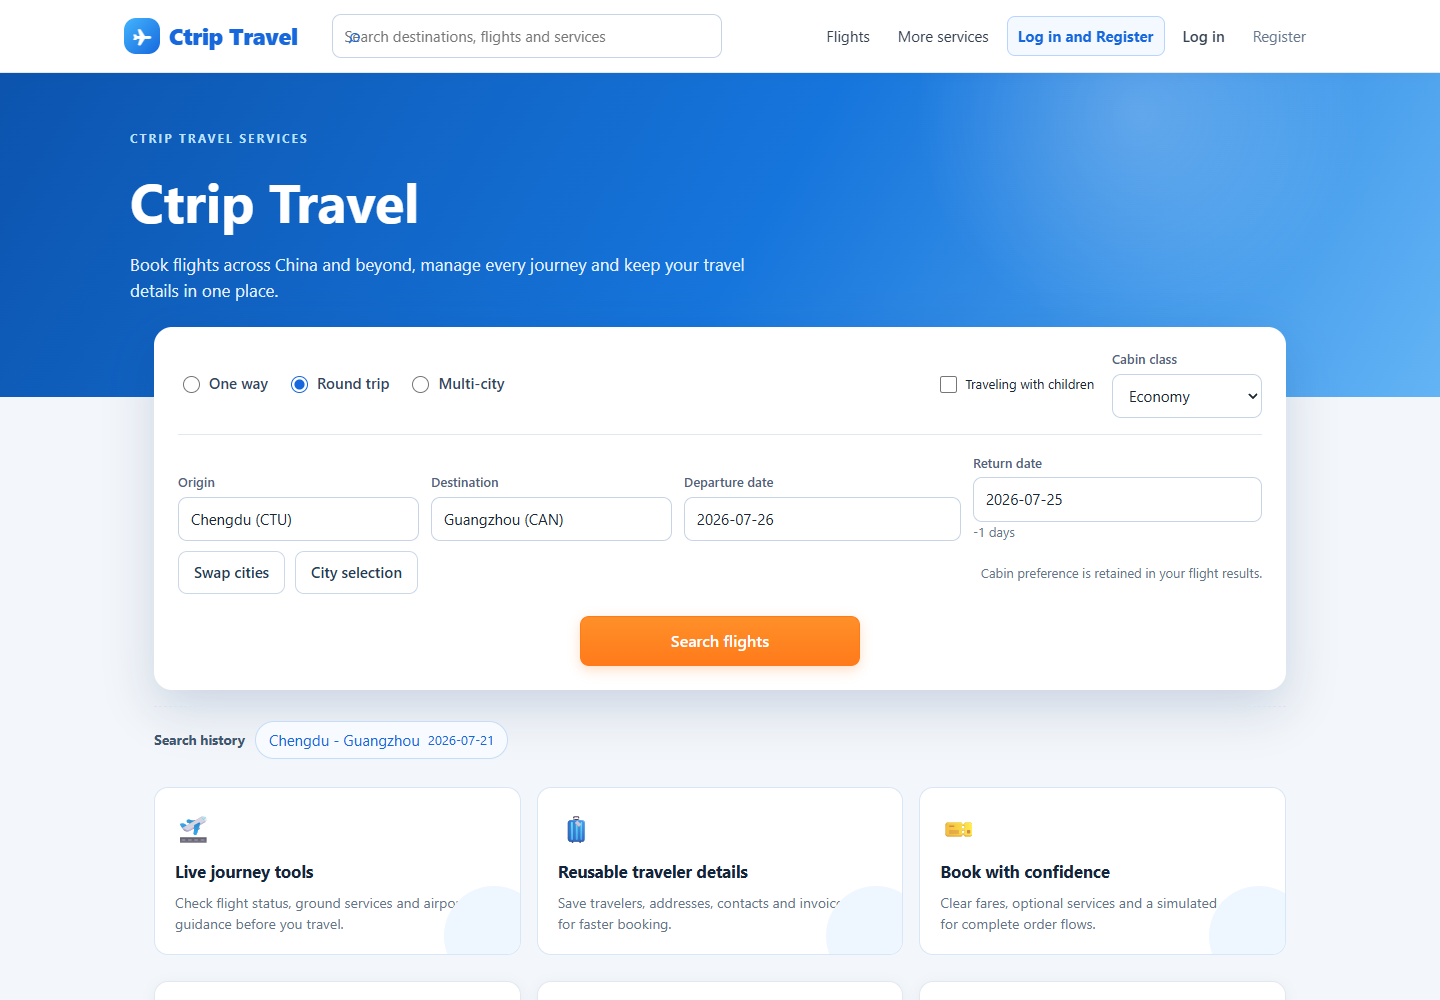 Ctrip Travel
Search destinations, flights and services
Flights
More services
Log in and Register
Log in
Register
CTRIP TRAVEL SERVICES
Ctrip Travel
Book flights across China and beyond, manage every journey and keep your travel
details in one place.
One way
Round trip
Multi-city
Traveling with children
Cabin class
Economy
Origin
Chengdu (CTU)
Destination
Guangzhou (CAN)
Departure date
2026-07-26
Return date
2026-07-25
-1 days
Swap cities
City selection
Cabin preference is retained in your flight results.
Search flights
Search history
Chengdu - Guangzhou 2026-07-21
Live journey tools
Check flight status, ground services and airpor
guidance before you travel.
Reusable traveler details
Save travelers, addresses, contacts and invoice
for faster booking.
Book with confidence
Clear fares, optional services and a simulated
for complete order flows.